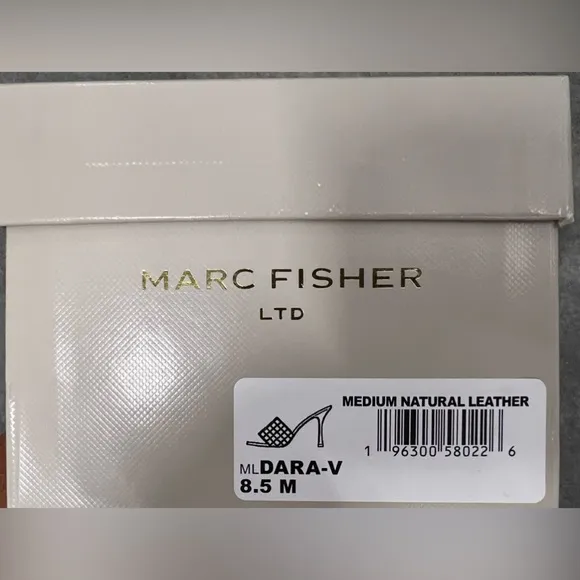 MARC FISHER
LTD
MEDIUM NATURAL LEATHER
1 96300 58022 6
MLDARA-V
8.5 M